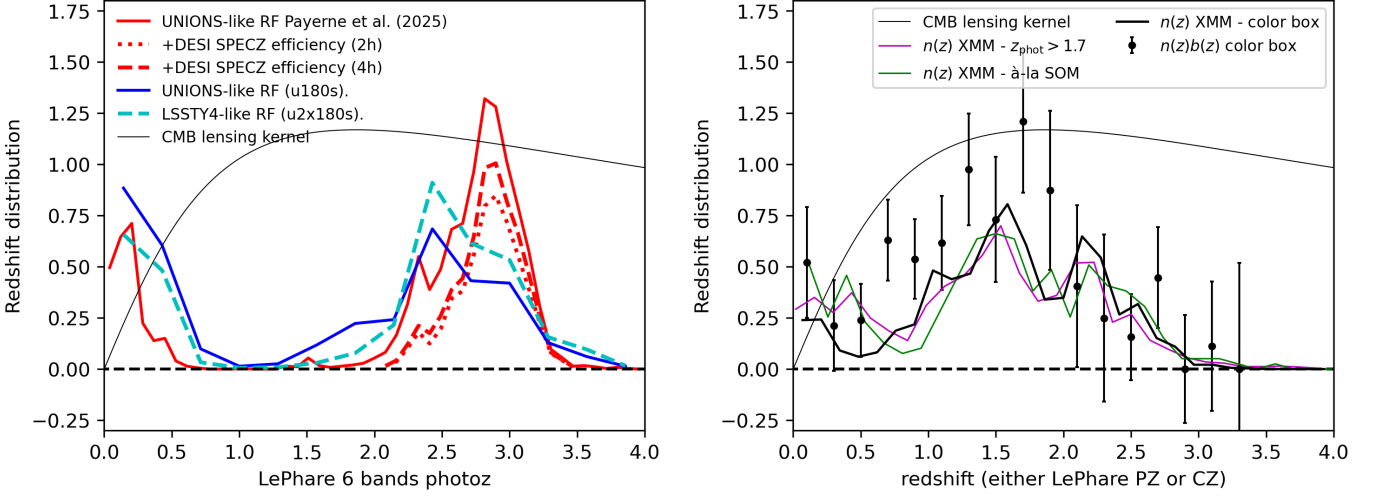 UNIONS-like RF Payerne et al. (2025)
+DESI SPECZ efficiency (2h)
+DESI SPECZ efficiency (4h)
UNIONS-like RF (u180s).
LSSTY4-like RF (u2x180s).
CMB lensing kernel
Redshift distribution
1.75
1.50
1.25
1.00
0.75
0.50
0.25
0.00
−0.25
0.0 0.5 1.0 1.5 2.0 2.5 3.0 3.5 4.0
LePhare 6 bands photoz
CMB lensing kernel
n(z) XMM - z_phot > 1.7
n(z) XMM - à-la SOM
n(z) XMM - color box
n(z)b(z) color box
Redshift distribution
1.75
1.50
1.25
1.00
0.75
0.50
0.25
0.00
−0.25
0.0 0.5 1.0 1.5 2.0 2.5 3.0 3.5 4.0
redshift (either LePhare PZ or CZ)